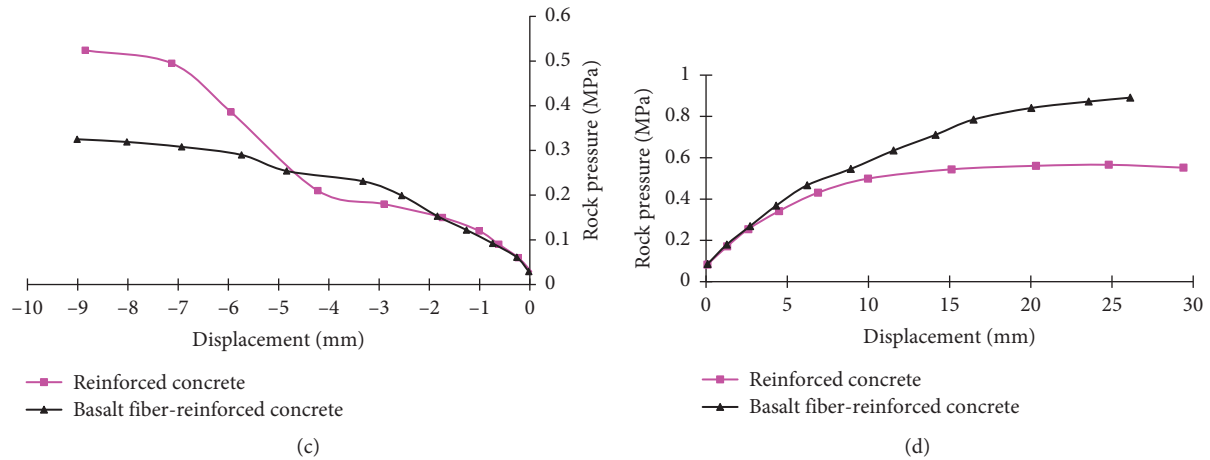 0.6
0.5
0.4
0.3
0.2
0.1
0
Rock pressure (MPa)
–10 –9 –8 –7 –6 –5 –4 –3 –2 –1 0
Displacement (mm)
Reinforced concrete
Basalt fiber-reinforced concrete
(c)
1
0.8
0.6
0.4
0.2
0
Rock pressure (MPa)
0 5 10 15 20 25 30
Displacement (mm)
Reinforced concrete
Basalt fiber-reinforced concrete
(d)